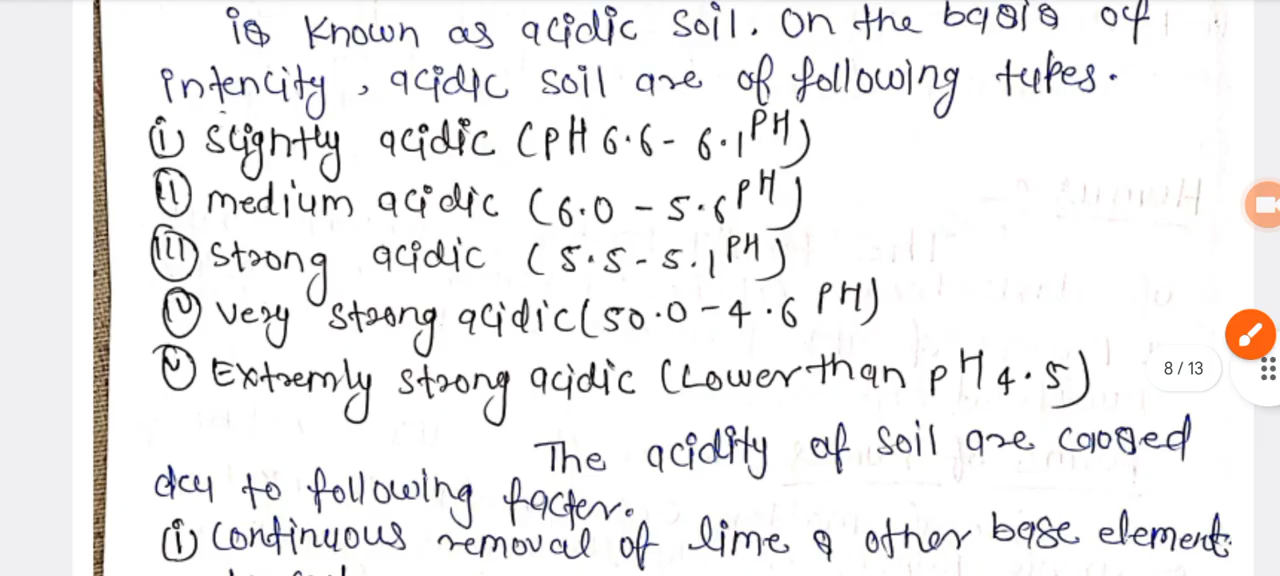 is known as acidic soil. on the basis of
intencity, acidic soil are of following types.
(i) slightly acidic (PH 6.6 - 6.1 PH)
(ii) medium acidic (6.0 - 5.6 PH)
(iii) strong acidic (5.5 - 5.1 PH)
(iv) very strong acidic (50.0 - 4.6 PH)
(v) Extremly strong acidic (Lower than pH 4.5)
8 / 13
The acidity of soil are caosed
due to following facter.
(i) continuous removal of lime & other base element.